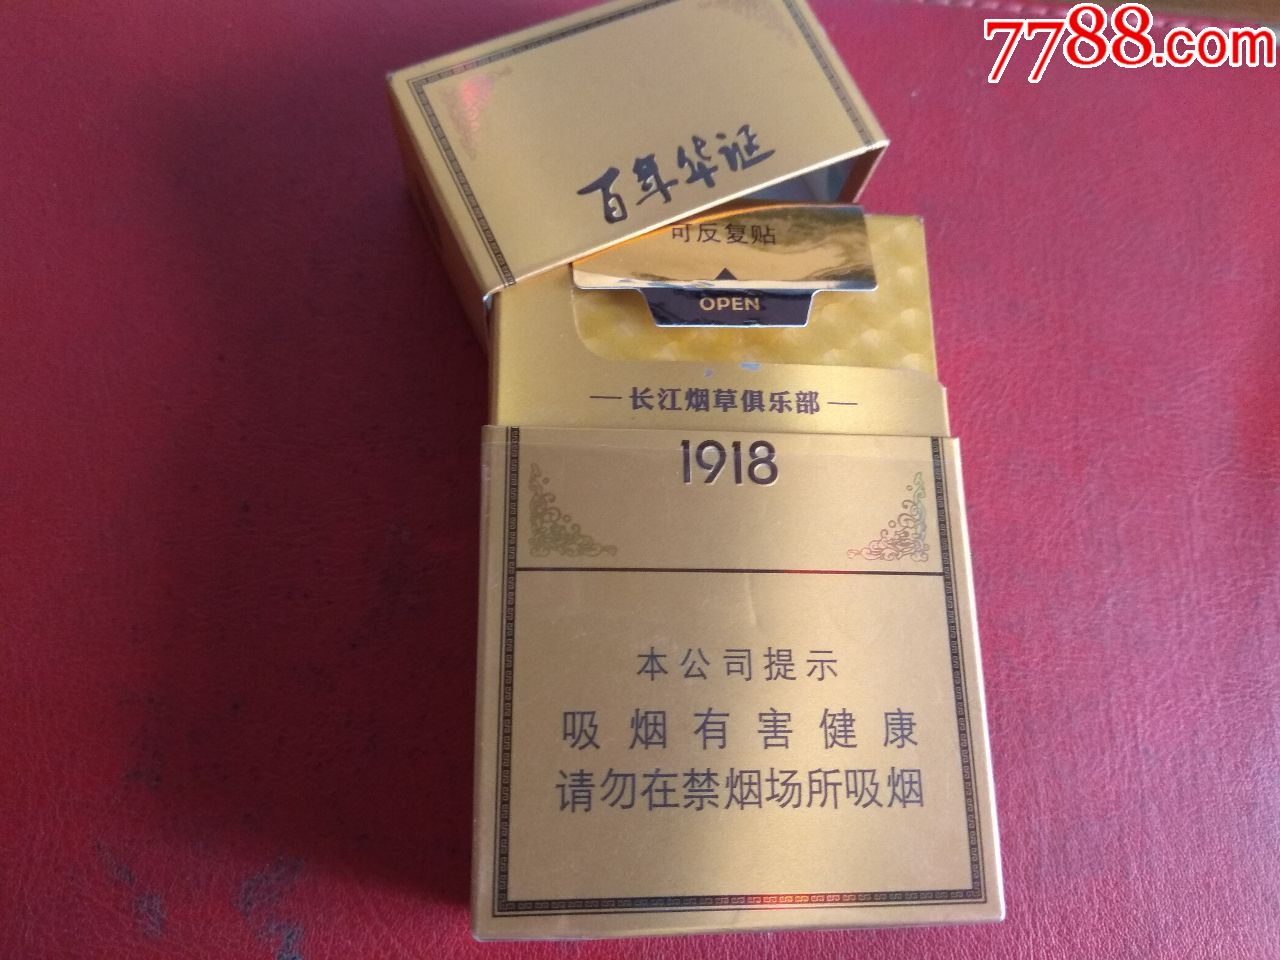 7788.com
百年华诞
可反复贴
OPEN
长江烟草俱乐部
1918
本公司提示
吸烟有害健康
请勿在禁烟场所吸烟